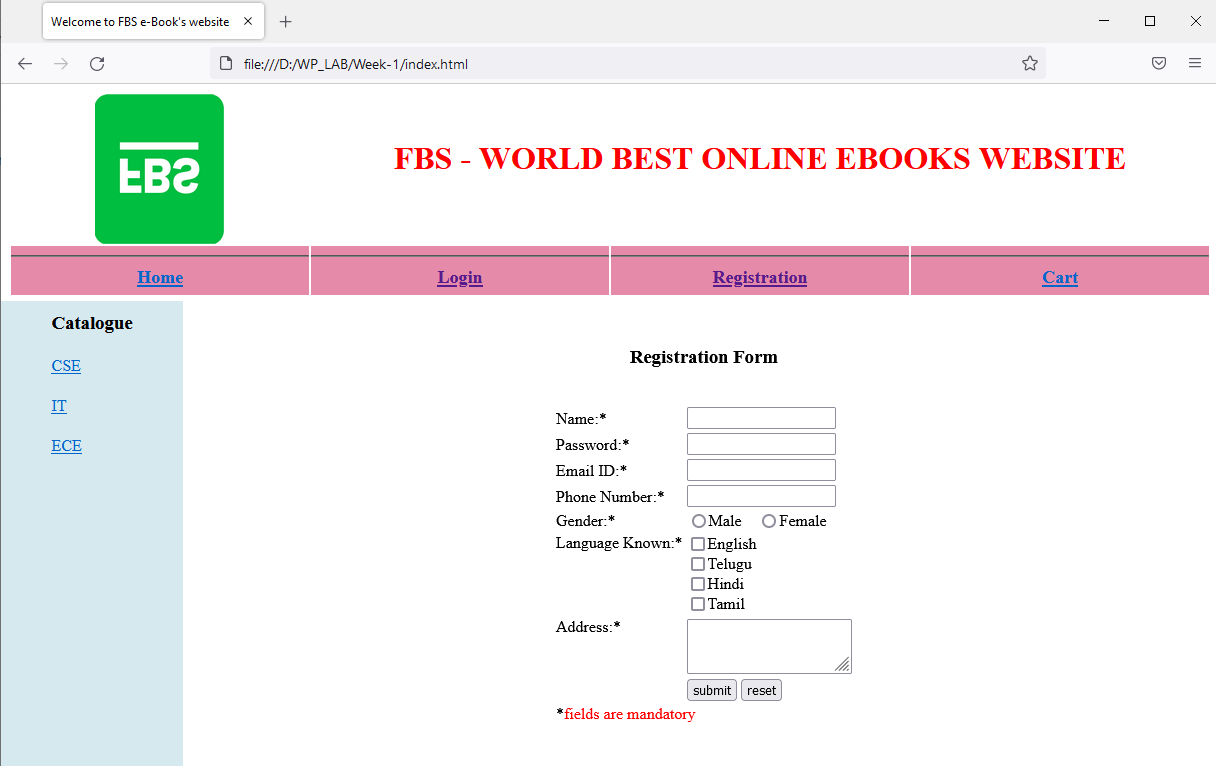 Welcome to FBS e-Book's website
file:///D:/WP_LAB/Week-1/index.html
FBS
FBS - WORLD BEST ONLINE EBOOKS WEBSITE
Home Login Registration Cart
Catalogue
CSE
IT
ECE
Registration Form
Name:*
Password:*
Email ID:*
Phone Number:*
Gender:* Male Female
Language Known:* English
Telugu
Hindi
Tamil
Address:*
submit reset
*fields are mandatory